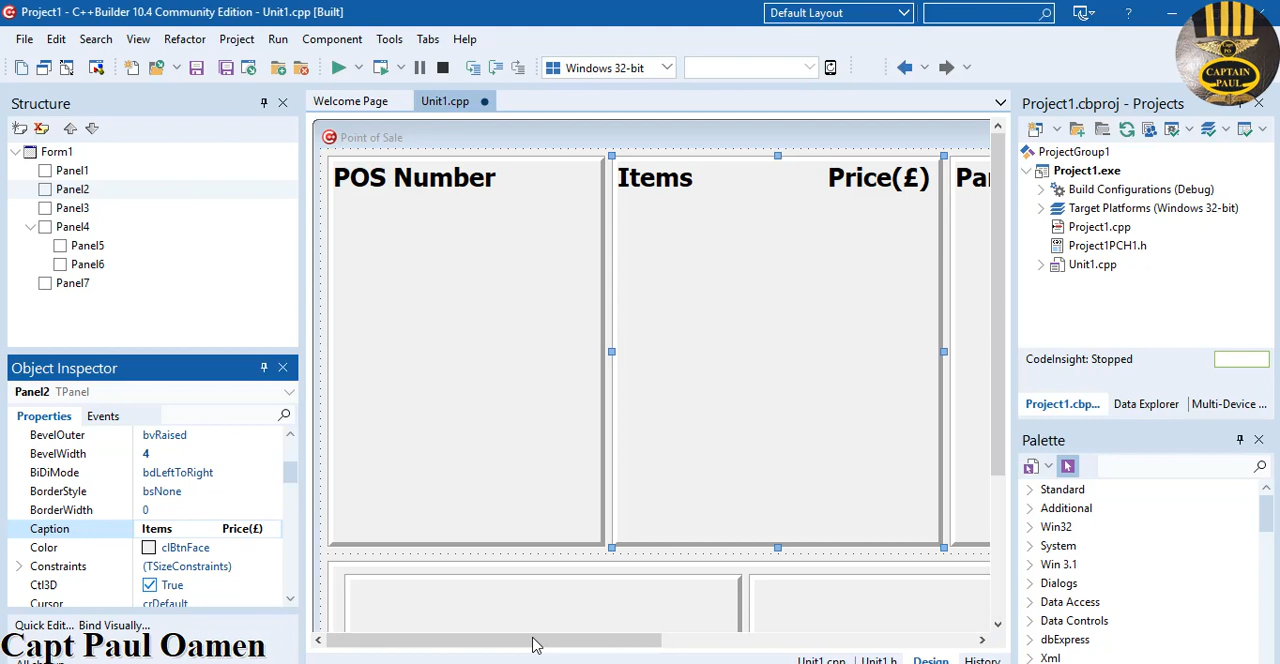 Project1 - C++Builder 10.4 Community Edition - Unit1.cpp [Built]
Default Layout
?
File Edit Search View Refactor Project Run Component Tools Tabs Help
Windows 32-bit
CAPTAIN
PAUL
Structure
Form1
Panel1
Panel2
Panel3
Panel4
Panel5
Panel6
Panel7
Object Inspector
Panel2 TPanel
Properties Events
BevelOuter bvRaised
BevelWidth 4
BiDiMode bdLeftToRight
BorderStyle bsNone
BorderWidth 0
Caption Items Price(£)
Color clBtnFace
Constraints (TSizeConstraints)
Ctl3D True
Cursor crDefault
Quick Edit... Bind Visually...
Capt Paul Oamen
Welcome Page Unit1.cpp
Point of Sale
POS Number
Items Price(£)
Pa
Unit1.cpp Unit1.h Design History
Project1.cbproj - Projects
ProjectGroup1
Project1.exe
Build Configurations (Debug)
Target Platforms (Windows 32-bit)
Project1.cpp
Project1PCH1.h
Unit1.cpp
CodeInsight: Stopped
Project1.cbp... Data Explorer Multi-Device ...
Palette
Standard
Additional
Win32
System
Win 3.1
Dialogs
Data Access
Data Controls
dbExpress
Xml